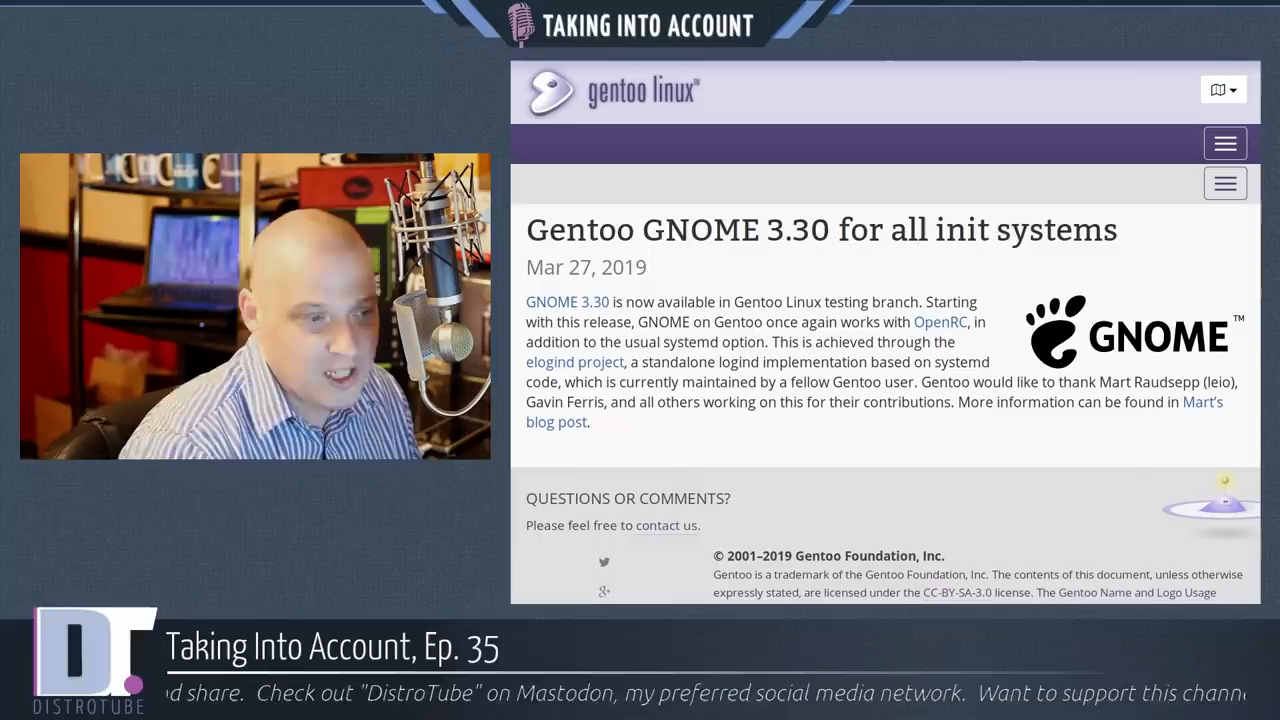 TAKING INTO ACCOUNT
gentoo linux™
Gentoo GNOME 3.30 for all init systems
Mar 27, 2019
GNOME 3.30 is now available in Gentoo Linux testing branch. Starting
with this release, GNOME on Gentoo once again works with OpenRC, in
addition to the usual systemd option. This is achieved through the
elogind project, a standalone logind implementation based on systemd
code, which is currently maintained by a fellow Gentoo user. Gentoo would like to thank Mart Raudsepp (leio),
Gavin Ferris, and all others working on this for their contributions. More information can be found in Mart's
blog post.
GNOME™
QUESTIONS OR COMMENTS?
Please feel free to contact us.
© 2001–2019 Gentoo Foundation, Inc.
Gentoo is a trademark of the Gentoo Foundation, Inc. The contents of this document, unless otherwise
expressly stated, are licensed under the CC-BY-SA-3.0 license. The Gentoo Name and Logo Usage
g+
DT
DISTROTUBE
Taking Into Account, Ep. 35
d share. Check out "DistroTube" on Mastodon, my preferred social media network. Want to support this chann